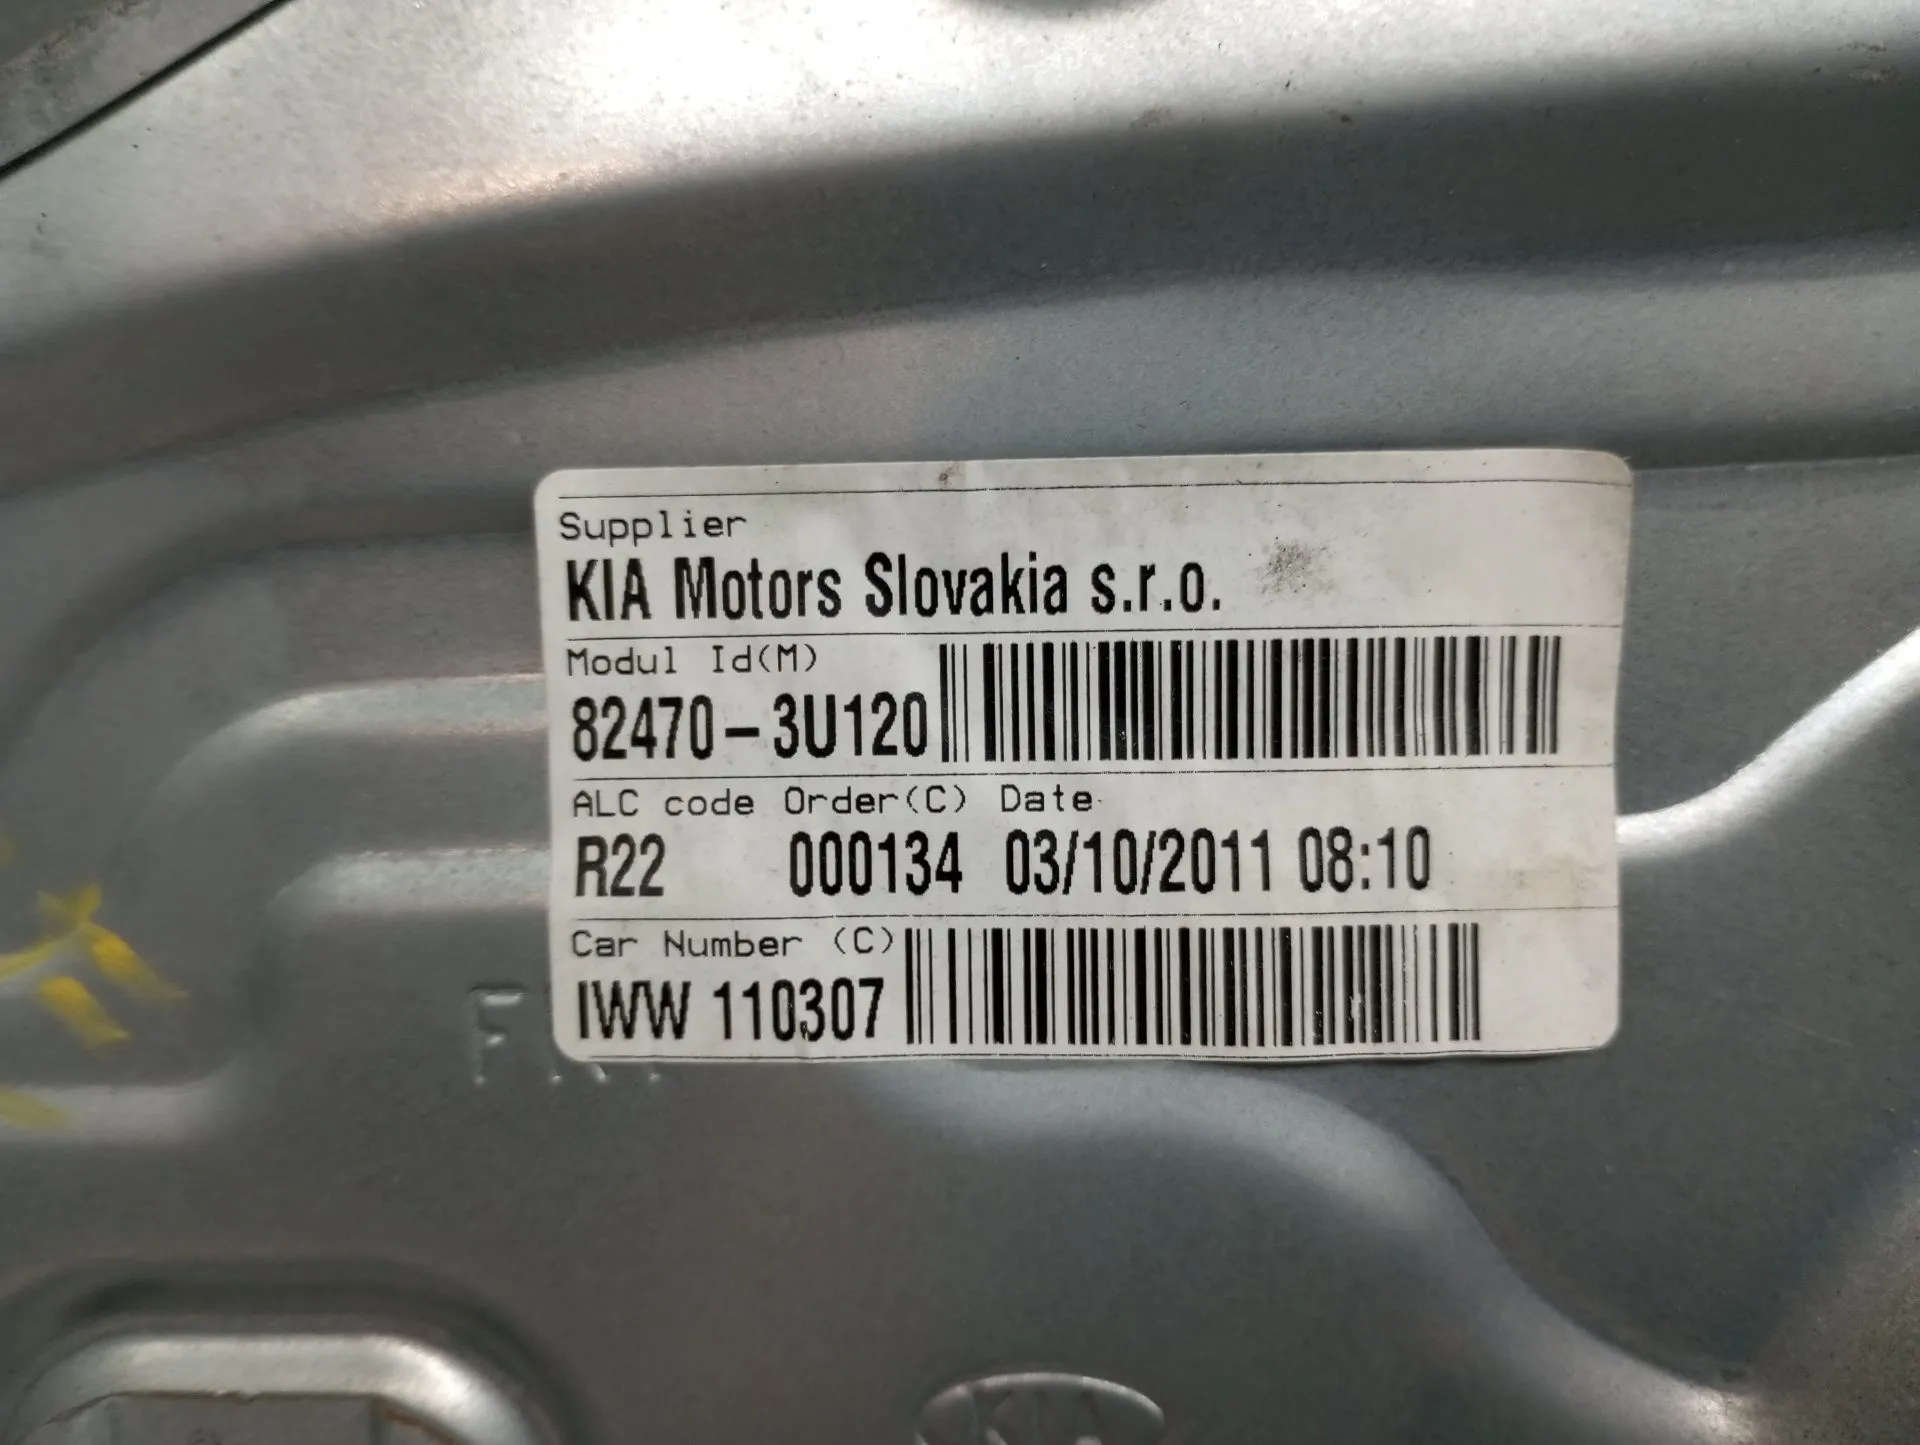 Supplier
KIA Motors Slovakia s.r.o.
Modul Id(M)
82470-3U120
ALC code Order(C) Date
R22 000134 03/10/2011 08:10
Car Number (C)
IWW 110307
KIA